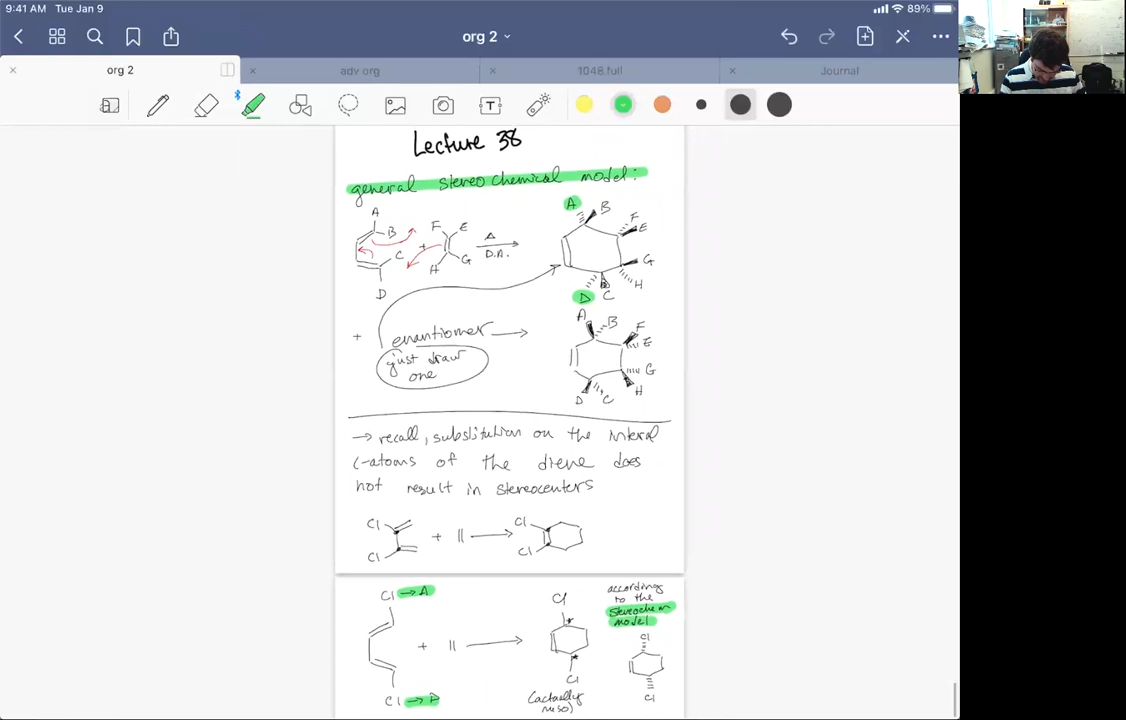 9:41 AM Tue Jan 9
89%
org 2
org 2
adv org
1048.full
Journal
T
Lecture 38
general stereochemical model:
A
B
C
D
+
F
E
G
H
Δ
D.A.
A
B
F
E
G
H
D
C
+ enantiomer
just draw
one
A
B
F
E
G
H
D
C
→ recall, substitution on the internal
C-atoms of the diene does
not result in stereocenters
Cl
Cl
+
Cl
Cl
Cl → A
+
Cl → D
Cl
*
*
Cl
(actually
meso)
according
to the
stereochem
model
Cl
Cl